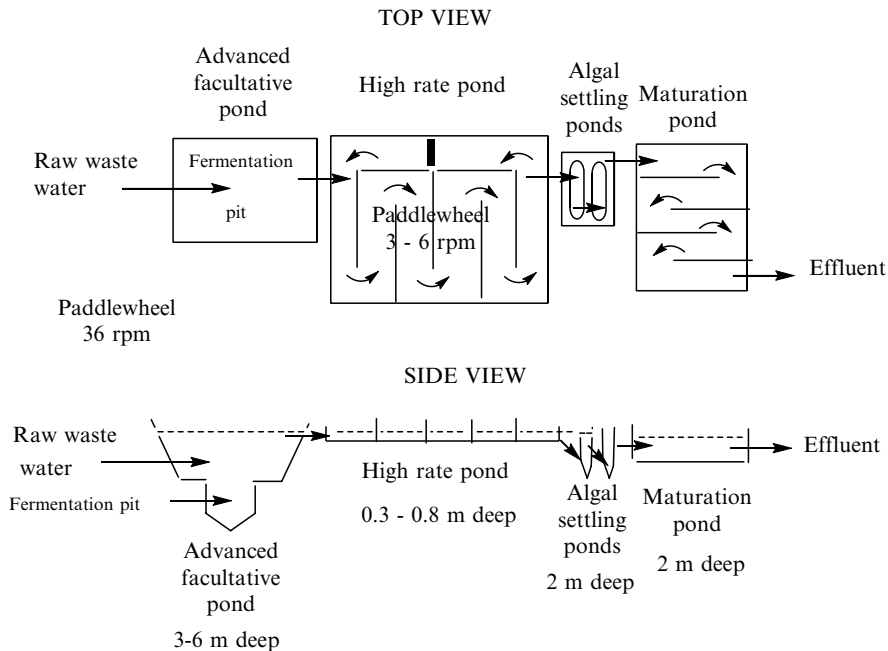 TOP VIEW
Advanced
facultative
pond
High rate pond
Algal
settling
ponds
Maturation
pond
Raw waste
water
Fermentation
pit
Paddlewheel
3 - 6 rpm
Effluent
Paddlewheel
36 rpm
SIDE VIEW
Raw waste
water
Fermentation pit
Advanced
facultative
pond
3-6 m deep
High rate pond
0.3 - 0.8 m deep
Algal
settling
ponds
2 m deep
Maturation
pond
2 m deep
Effluent